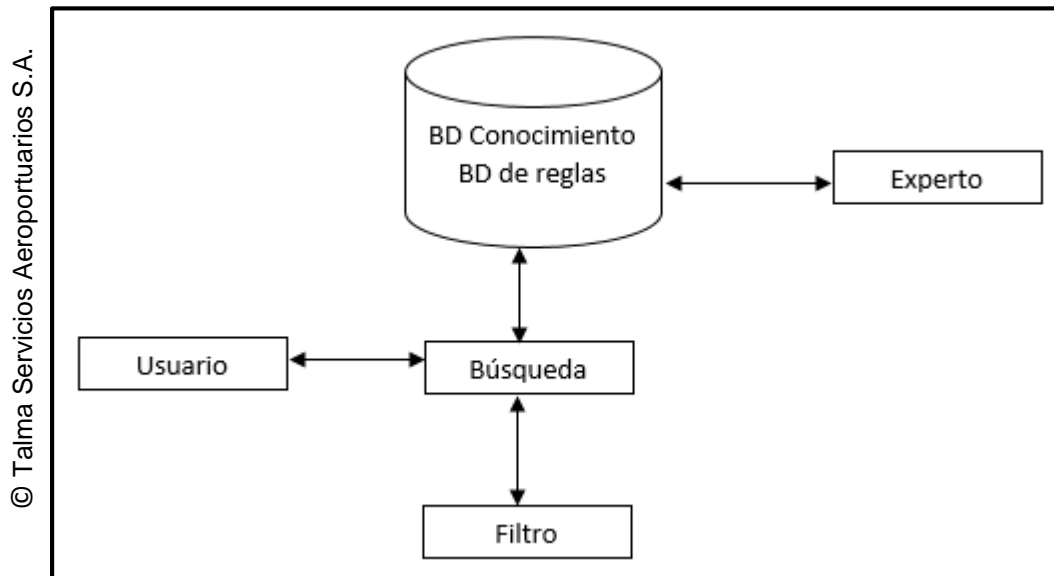 © Talma Servicios Aeroportuarios S.A.
BD Conocimiento
BD de reglas
Experto
Usuario
Búsqueda
Filtro